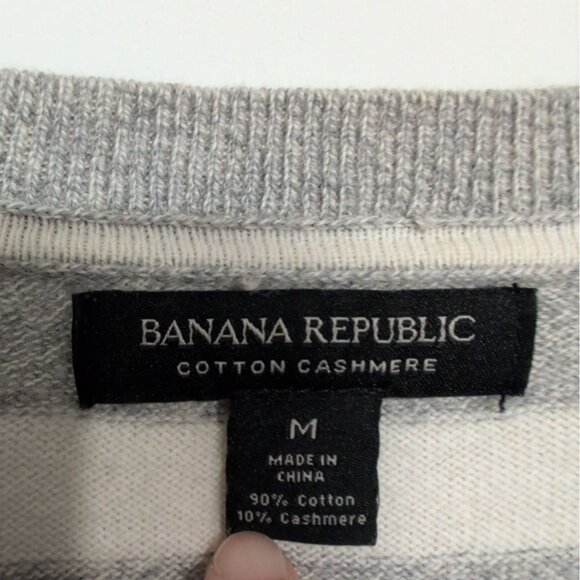 BANANA REPUBLIC
COTTON CASHMERE
M
MADE IN
CHINA
90% Cotton
10% Cashmere